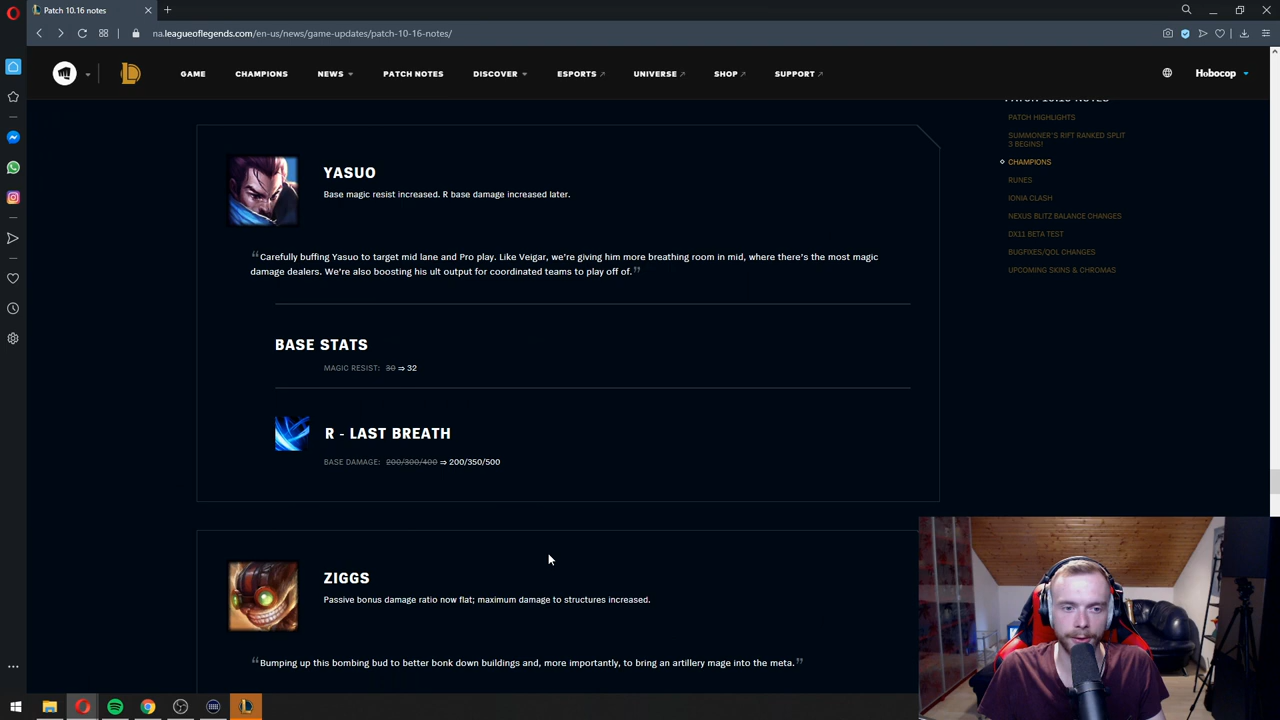 Patch 10.16 notes
na.leagueoflegends.com/en-us/news/game-updates/patch-10-16-notes/
GAME
CHAMPIONS
NEWS
PATCH NOTES
DISCOVER
ESPORTS
UNIVERSE
SHOP
SUPPORT
Hobocop
PATCH 10.16 NOTES
PATCH HIGHLIGHTS
SUMMONER'S RIFT RANKED SPLIT
3 BEGINS!
CHAMPIONS
RUNES
IONIA CLASH
NEXUS BLITZ BALANCE CHANGES
DX11 BETA TEST
BUGFIXES/QOL CHANGES
UPCOMING SKINS & CHROMAS
YASUO
Base magic resist increased. R base damage increased later.
“Carefully buffing Yasuo to target mid lane and Pro play. Like Veigar, we're giving him more breathing room in mid, where there's the most magic
damage dealers. We're also boosting his ult output for coordinated teams to play off of.”
BASE STATS
MAGIC RESIST: 30 ⇒ 32
R - LAST BREATH
BASE DAMAGE: 200/300/400 ⇒ 200/350/500
ZIGGS
Passive bonus damage ratio now flat; maximum damage to structures increased.
“Bumping up this bombing bud to better bonk down buildings and, more importantly, to bring an artillery mage into the meta.”